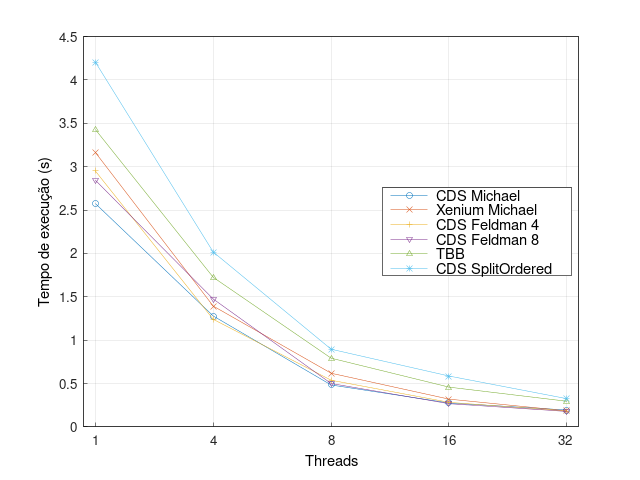 4.5
4
3.5
3
2.5
2
1.5
1
0.5
0
Tempo de execução (s)
CDS Michael
Xenium Michael
CDS Feldman 4
CDS Feldman 8
TBB
CDS SplitOrdered
1 4 8 16 32
Threads